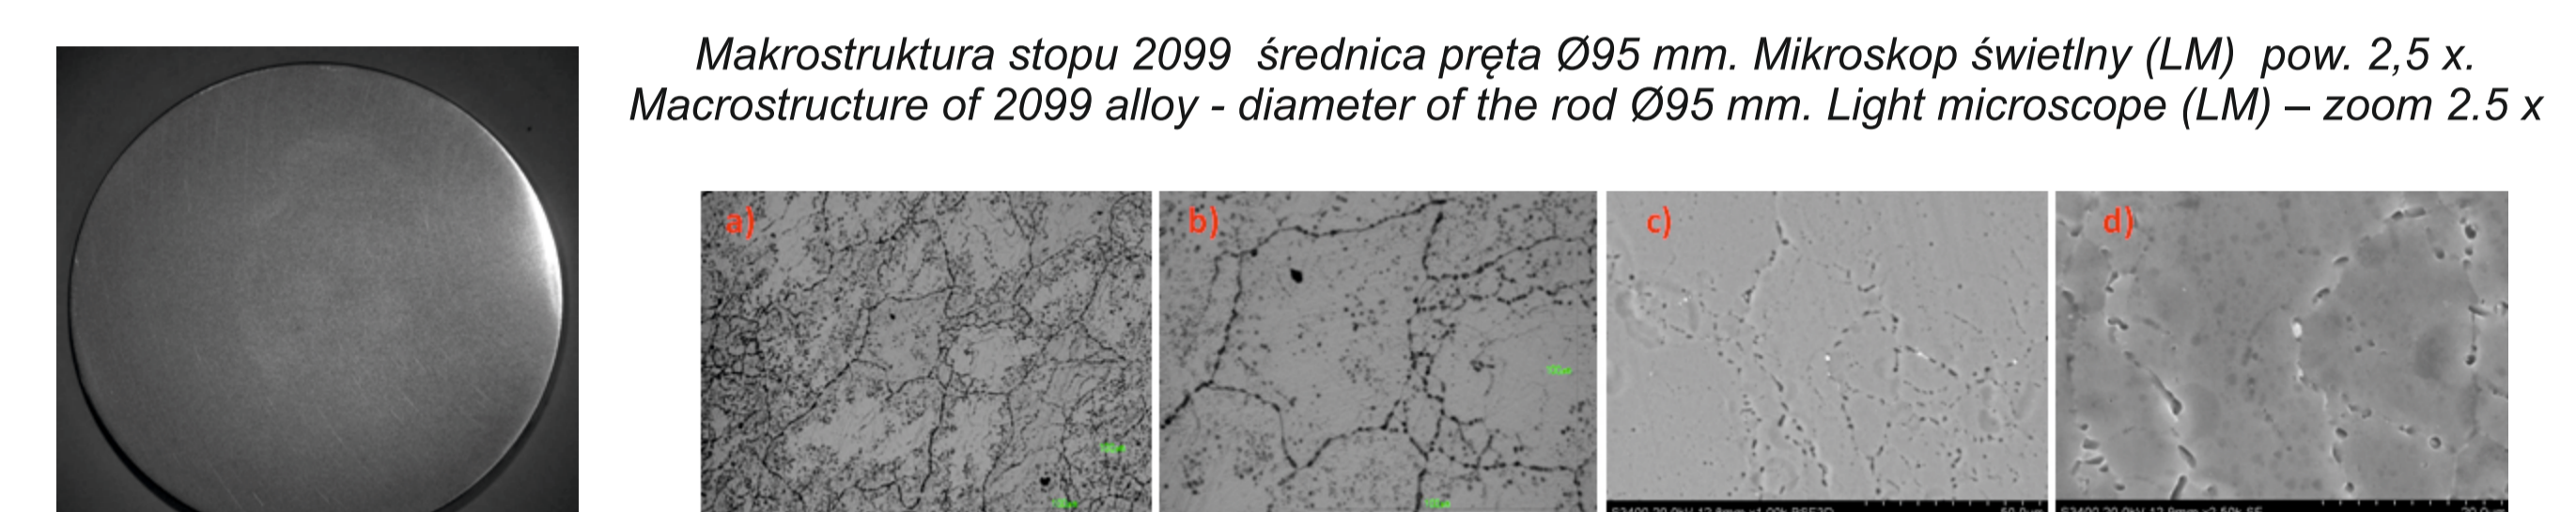 Makrostruktura stopu 2099 średnica pręta Ø95 mm. Mikroskop świetlny (LM) pow. 2,5 x.
Macrostructure of 2099 alloy - diameter of the rod Ø95 mm. Light microscope (LM) – zoom 2.5 x
a)
b)
c)
d)